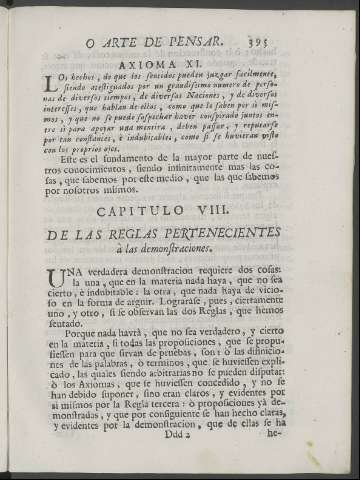 O ARTE DE PENSAR. 395
AXIOMA XI.
LOs hechos, de que los sentidos pueden juzgar facilmente,
siendo atestiguados por un grandissimo numero de perso-
nas de diversos tiempos, de diversas Naciones, y de diversos
interesses, que hablan de ellos, como que lo saben por si mis-
mos, y que no se puede sospechar haver conspirado juntos en-
tre si para apoyar una mentira, deben passar, y reputarse
por tan constantes, è indubitables, como si se huvieran visto
con los proprios ojos.
Este es el fundamento de la mayor parte de nues-
tros conocimientos, siendo infinitamente mas las co-
sas, que sabemos por este medio, que las que sabemos
por nosotros mismos.
CAPITULO VIII.
DE LAS REGLAS PERTENECIENTES
à las demonstraciones.
UNA verdadera demonstracion requiere dos cosas:
la una, que en la materia nada haya, que no sea
cierto, è indubitable: la otra, que nada haya de vicio-
so en la forma de arguir. Lograràse, pues, ciertamente
uno, y otro, si se observan las dos Reglas, que hemos
sentado.
Porque nada havrà, que no sea verdadero, y cierto
en la materia, si todas las proposiciones, que se propu-
siessen para que sirvan de pruebas, son: ò las difinicio-
nes de las palabras, ò terminos, que se huviessen expli-
cado, las quales siendo arbitrarias no se pueden disputar:
ò los Axiomas, que se huviessen concedido, y no se
han debido suponer, sino eran claros, y evidentes por
si mismos por la Regla tercera: ò proposiciones yà de-
monstradas, y que por consiguiente se han hecho claras,
y evidentes por la demonstracion, que de ellas se ha
Ddd 2 he-